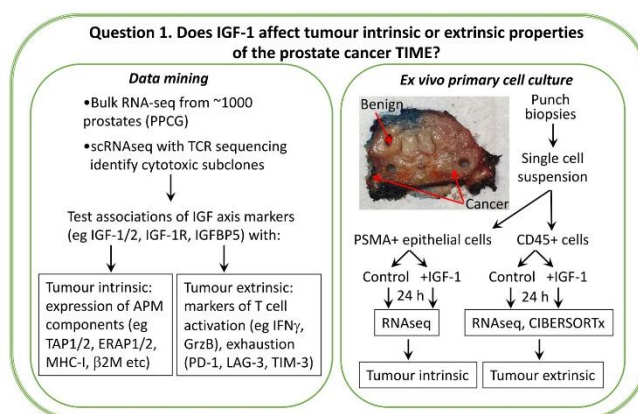 Question 1. Does IGF-1 affect tumour intrinsic or extrinsic properties
of the prostate cancer TIME?
Data mining
•Bulk RNA-seq from ~1000
prostates (PPCG)
•scRNAseq with TCR sequencing
identify cytotoxic subclones
Test associations of IGF axis markers
(eg IGF-1/2, IGF-1R, IGFBP5) with:
Tumour intrinsic:
expression of APM
components (eg
TAP1/2, ERAP1/2,
MHC-I, β2M etc)
Tumour extrinsic:
markers of T cell
activation (eg IFNγ,
GrzB), exhaustion
(PD-1, LAG-3, TIM-3)
Ex vivo primary cell culture
Benign
Cancer
Punch
biopsies
Single cell
suspension
PSMA+ epithelial cells
CD45+ cells
Control +IGF-1
24 h
RNAseq
Tumour intrinsic
Control +IGF-1
24 h
RNAseq, CIBERSORTx
Tumour extrinsic